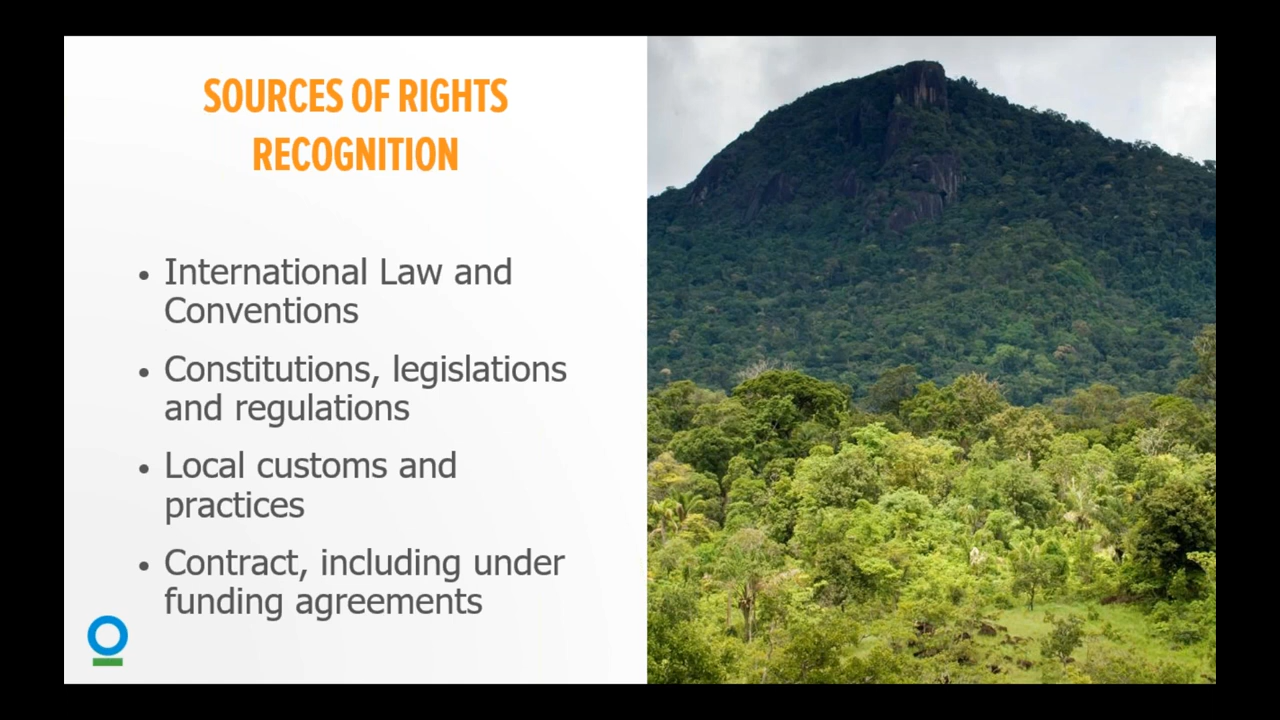 SOURCES OF RIGHTS
RECOGNITION
• International Law and
Conventions
• Constitutions, legislations
and regulations
• Local customs and
practices
• Contract, including under
funding agreements